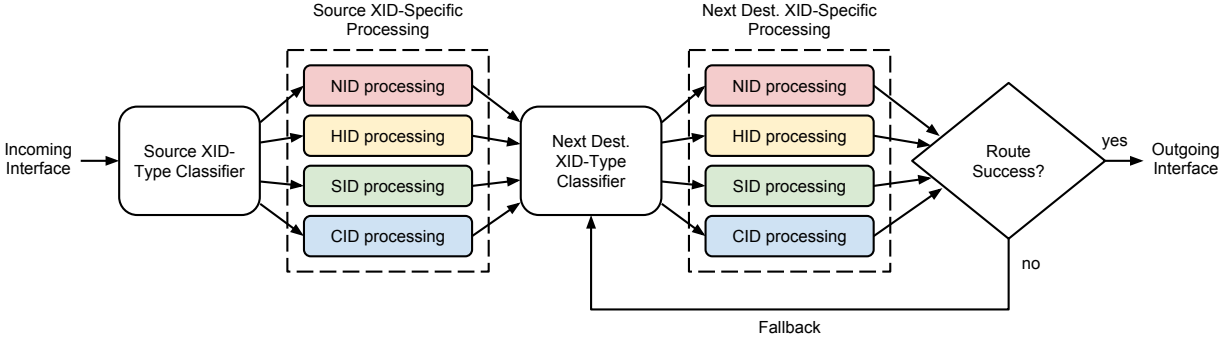 Source XID-Specific
Processing
Next Dest. XID-Specific
Processing
Incoming
Interface
Source XID-
Type Classifier
NID processing
HID processing
SID processing
CID processing
Next Dest.
XID-Type
Classifier
NID processing
HID processing
SID processing
CID processing
Route
Success?
yes
Outgoing
Interface
no
Fallback